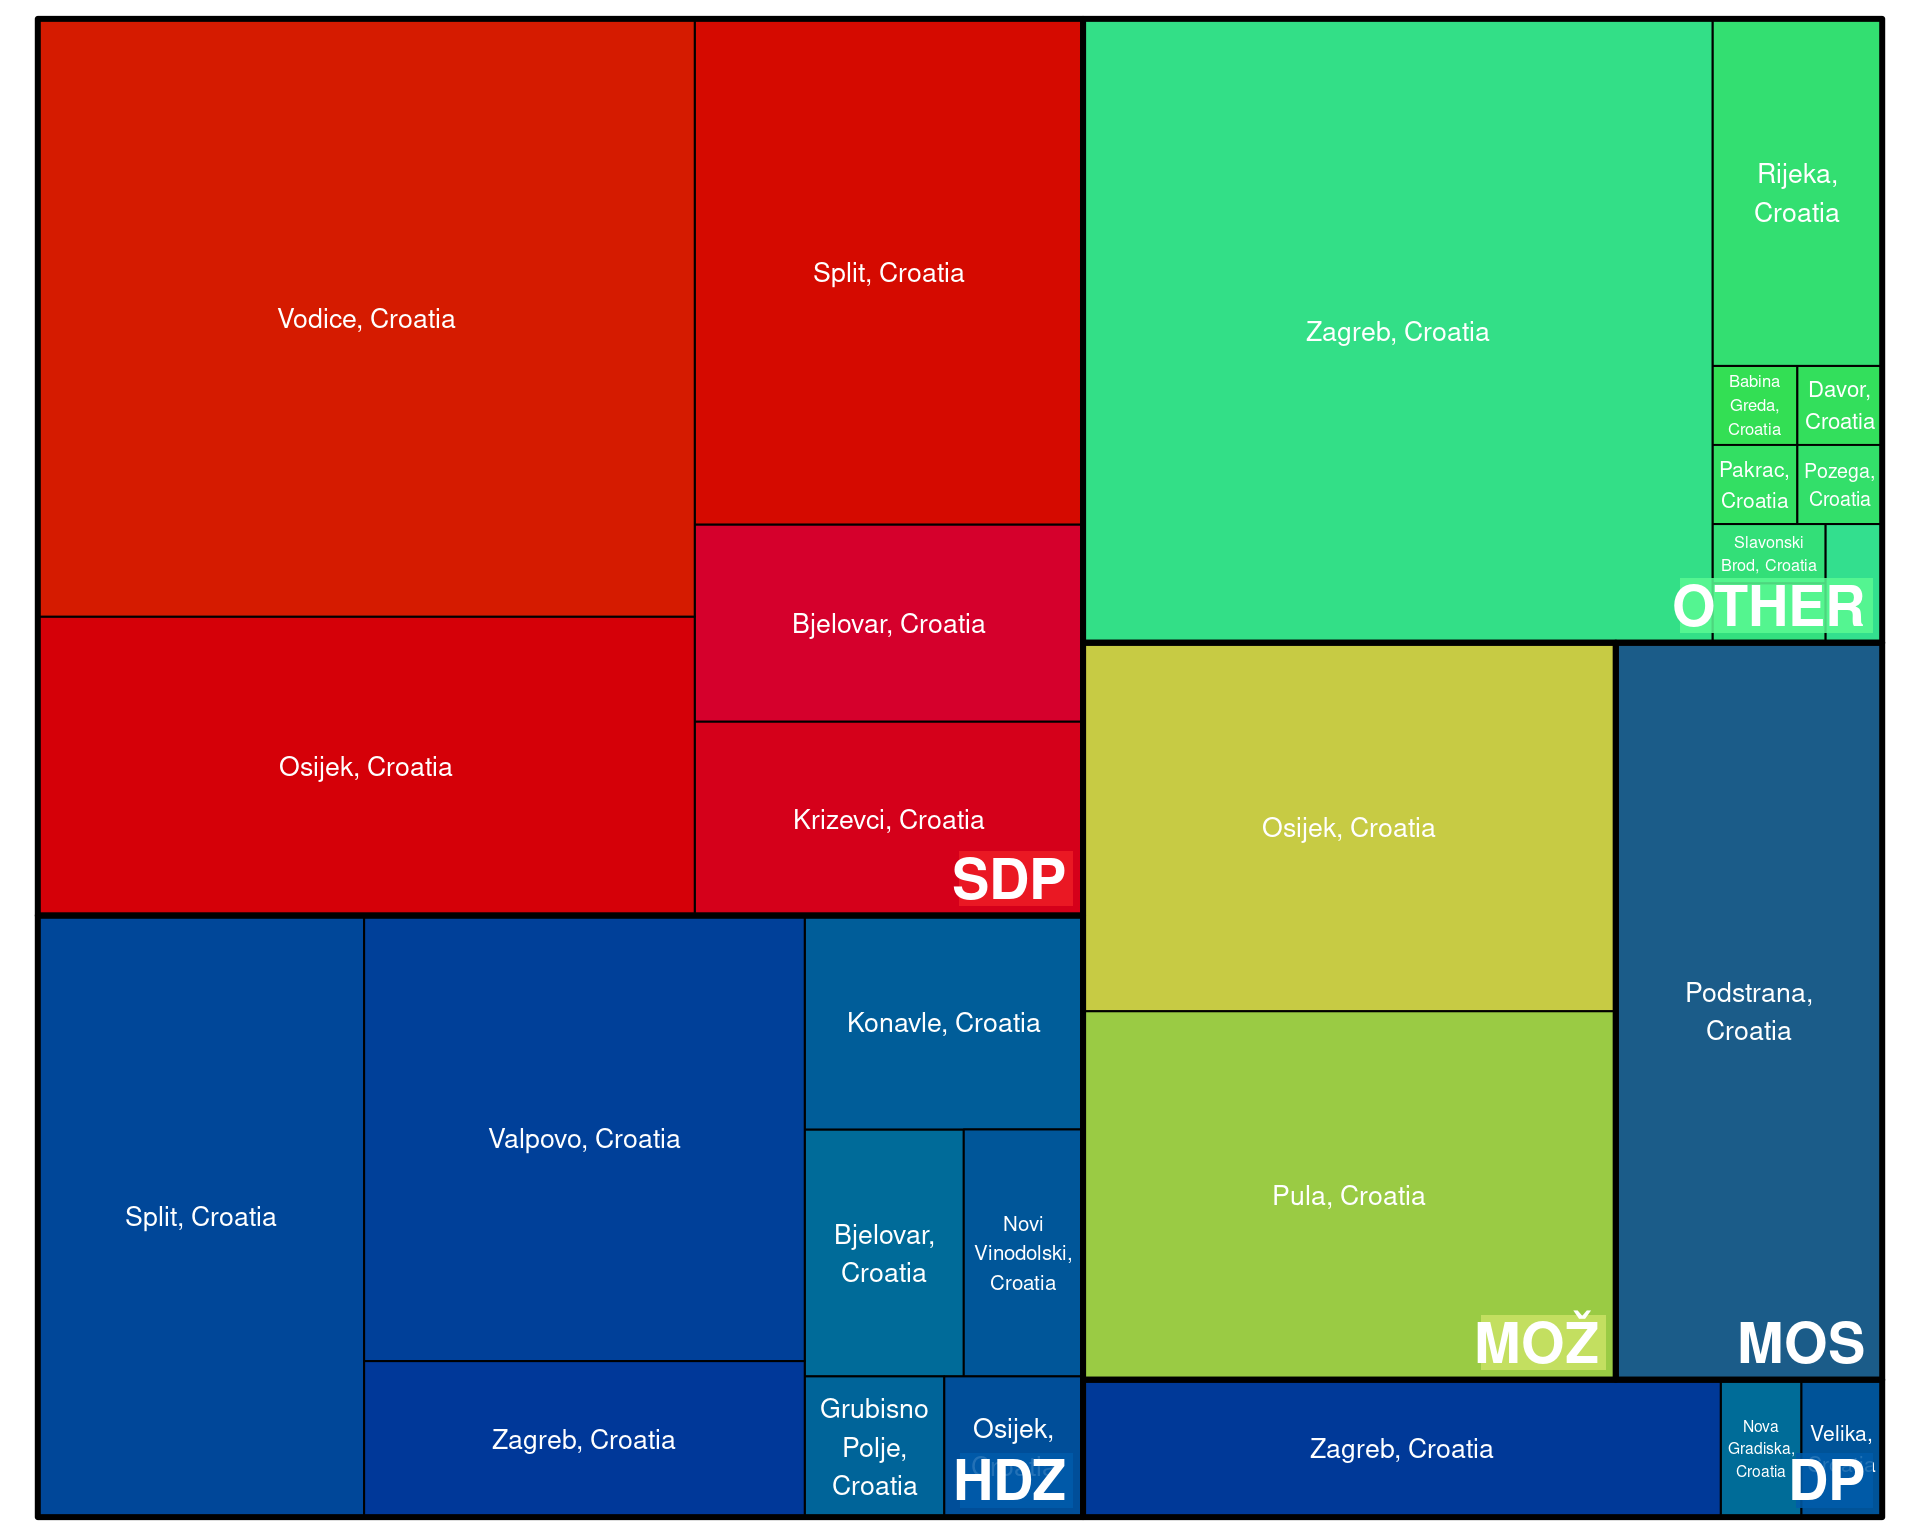 Vodice, Croatia
Split, Croatia
Bjelovar, Croatia
Osijek, Croatia
Krizevci, Croatia
SDP
Split, Croatia
Valpovo, Croatia
Zagreb, Croatia
Konavle, Croatia
Bjelovar,
Croatia
Novi
Vinodolski,
Croatia
Grubisno
Polje,
Croatia
Osijek,
Croatia
HDZ
Zagreb, Croatia
Rijeka,
Croatia
Babina
Greda,
Croatia
Davor,
Croatia
Pakrac,
Croatia
Pozega,
Croatia
Slavonski
Brod, Croatia
OTHER
Osijek, Croatia
Pula, Croatia
MOŽ
Podstrana,
Croatia
MOS
Zagreb, Croatia
Nova
Gradiska,
Croatia
Velika,
DP